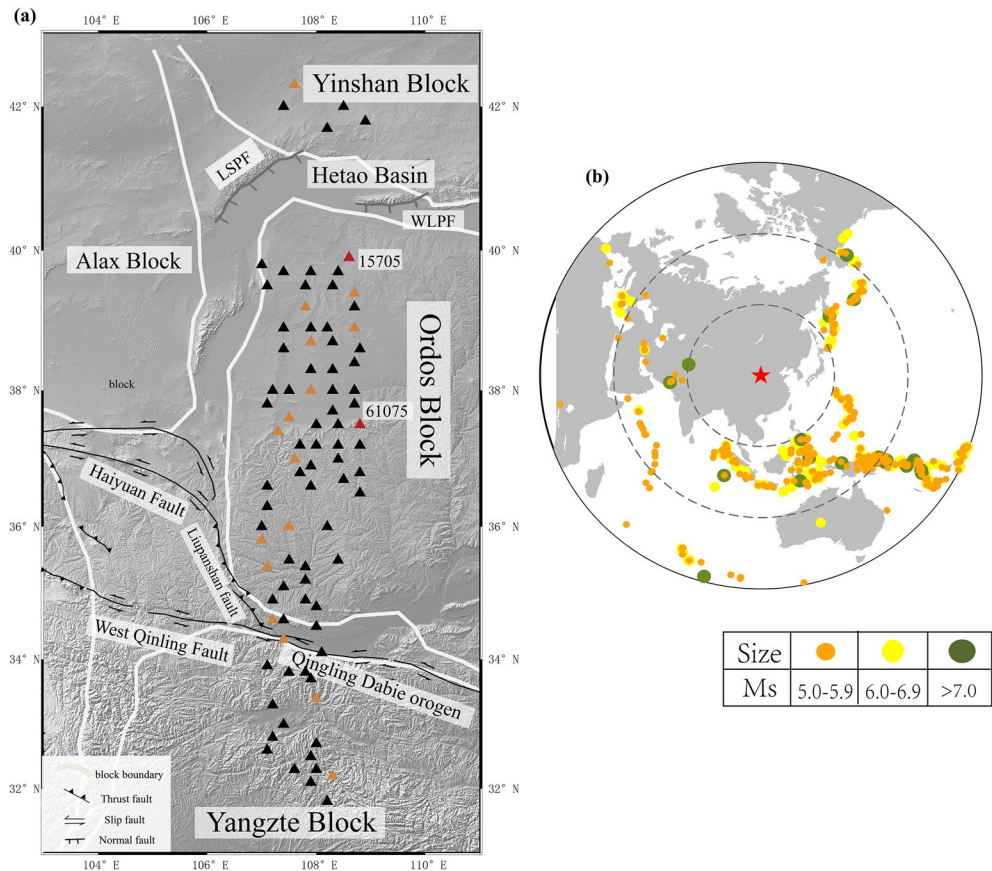 (a)
104° E
106° E
108° E
110° E
Yinshan Block
42° N
42° N
LSPF
Hetao Basin
WLPF
40° N
40° N
Alax Block
15705
Ordos Block
block
38° N
38° N
61075
Haiyuan Fault
36° N
36° N
Liupanshan fault
West Qinling Fault
34° N
34° N
Qingling Dabie orogen
block boundary
Thrust fault
Slip fault
Normal fault
32° N
32° N
Yangzte Block
104° E
106° E
108° E
110° E
(b)
Size
Ms 5.0-5.9 6.0-6.9 >7.0